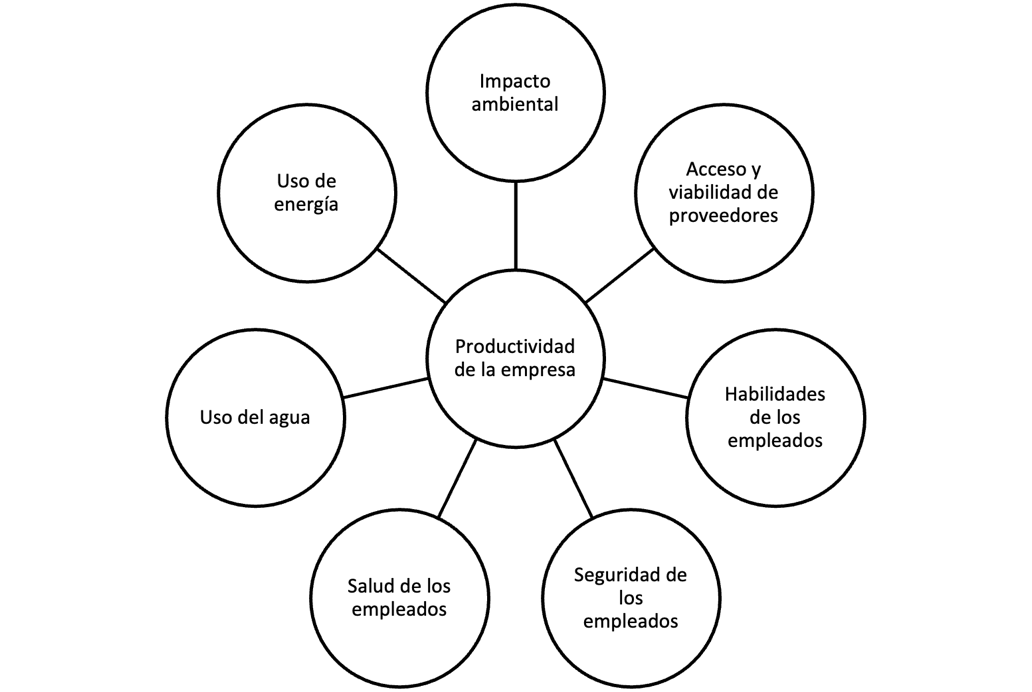 Impacto
ambiental
Acceso y
viabilidad de
proveedores
Habilidades
de los
empleados
Seguridad de
los
empleados
Salud de los
empleados
Uso del agua
Uso de
energía
Productividad
de la empresa